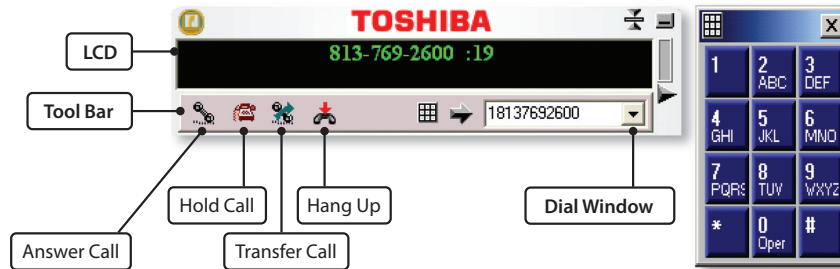 TOSHIBA
LCD
813-769-2600 :19
Tool Bar
18137692600
Hold Call
Hang Up
Dial Window
Answer Call
Transfer Call
X
1
2
ABC
3
DEF
4
GHI
5
JKL
6
MNO
7
PQRS
8
TUV
9
WXYZ
*
0
Oper
#